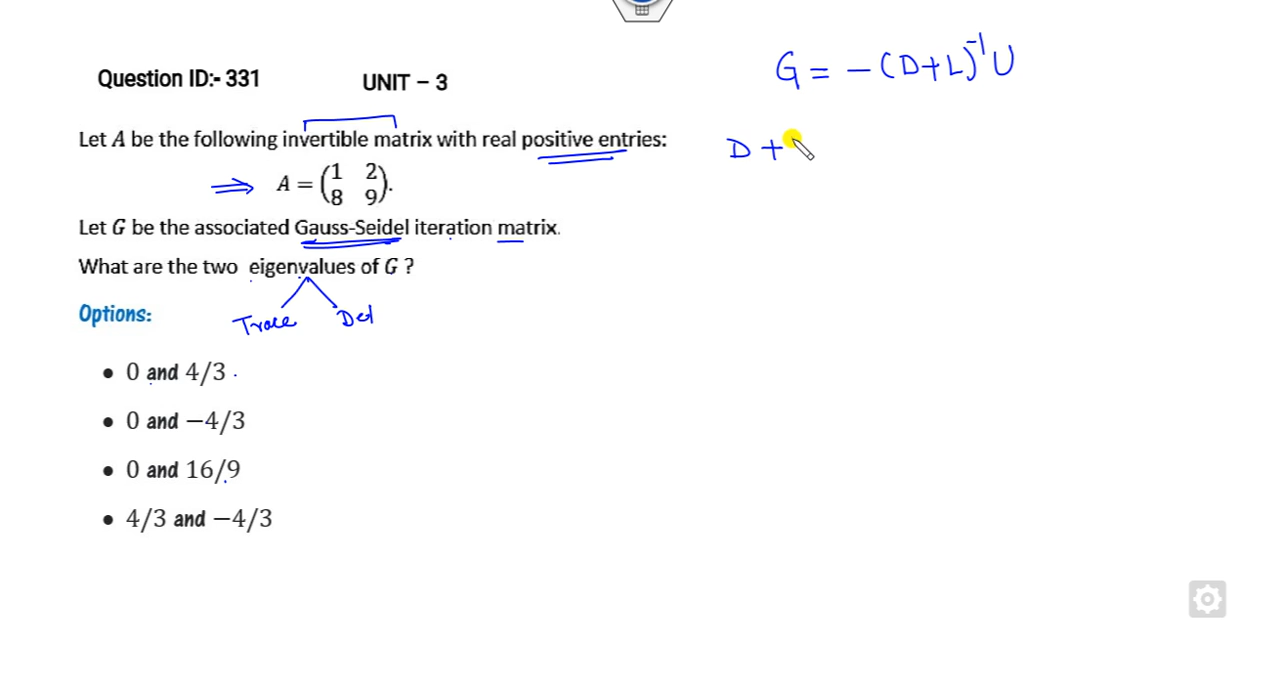 Question ID:- 331 UNIT – 3
G = -(D+L)⁻¹U
Let A be the following invertible matrix with real positive entries:
D +
⇒ A = (1 2
8 9).
Let G be the associated Gauss-Seidel iteration matrix.
What are the two eigenvalues of G ?
Options:
Trace Det
• 0 and 4/3
• 0 and −4/3
• 0 and 16/9
• 4/3 and −4/3